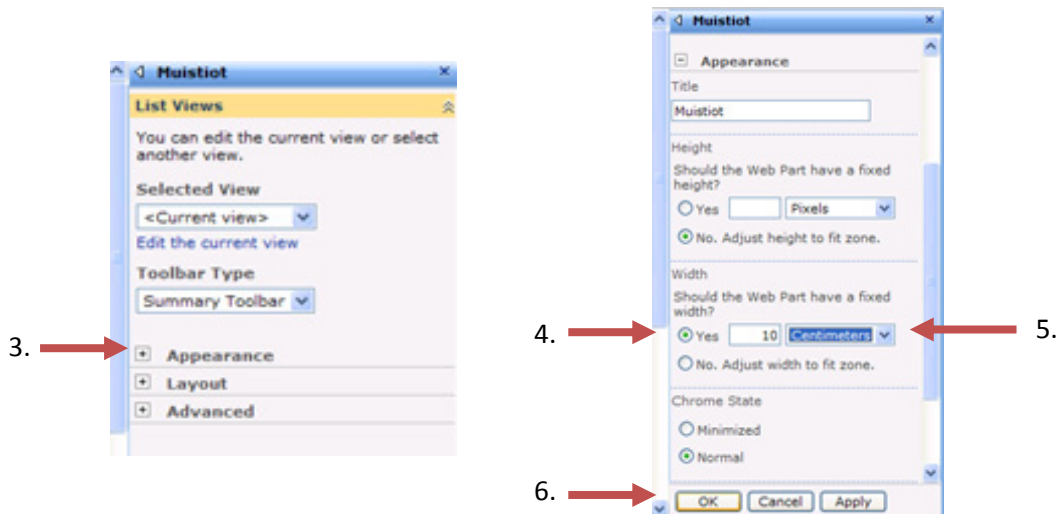 Muistiot
List Views
You can edit the current view or select
another view.
Selected View
<Current view>
Edit the current view
Toolbar Type
Summary Toolbar
3.
Appearance
Layout
Advanced
Muistiot
Appearance
Title
Muistiot
Height
Should the Web Part have a fixed
height?
Yes Pixels
No. Adjust height to fit zone.
Width
Should the Web Part have a fixed
width?
4.
Yes 10 Centimeters
5.
No. Adjust width to fit zone.
Chrome State
Minimized
Normal
6.
OK Cancel Apply